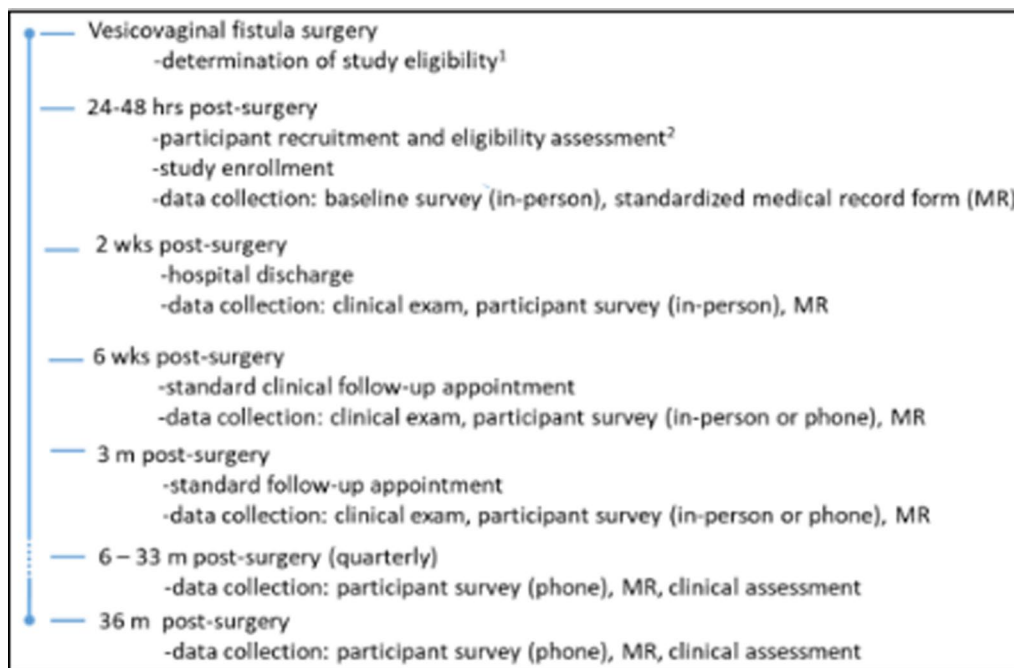 Vesicovaginal fistula surgery
-determination of study eligibility¹
24-48 hrs post-surgery
-participant recruitment and eligibility assessment²
-study enrollment
-data collection: baseline survey (in-person), standardized medical record form (MR)
2 wks post-surgery
-hospital discharge
-data collection: clinical exam, participant survey (in-person), MR
6 wks post-surgery
-standard clinical follow-up appointment
-data collection: clinical exam, participant survey (in-person or phone), MR
3 m post-surgery
-standard follow-up appointment
-data collection: clinical exam, participant survey (in-person or phone), MR
6 – 33 m post-surgery (quarterly)
-data collection: participant survey (phone), MR, clinical assessment
36 m post-surgery
-data collection: participant survey (phone), MR, clinical assessment